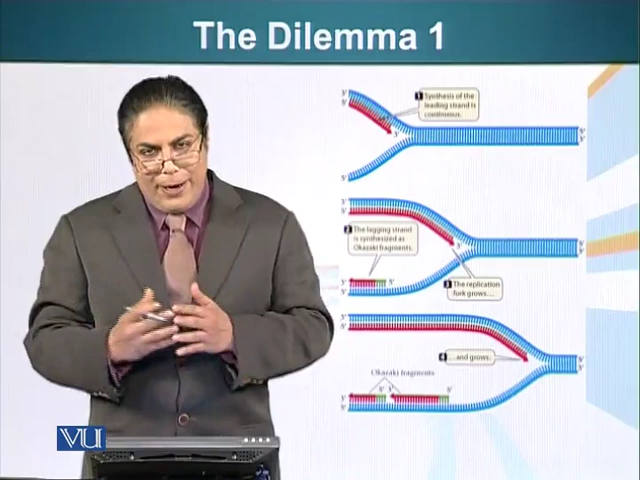 The Dilemma 1
1 Synthesis of the
leading strand is
continuous.
2 The lagging strand
is synthesized as
Okazaki fragments.
3 The replication
fork grows....
4 ...and grows.
Okazaki fragments
VU